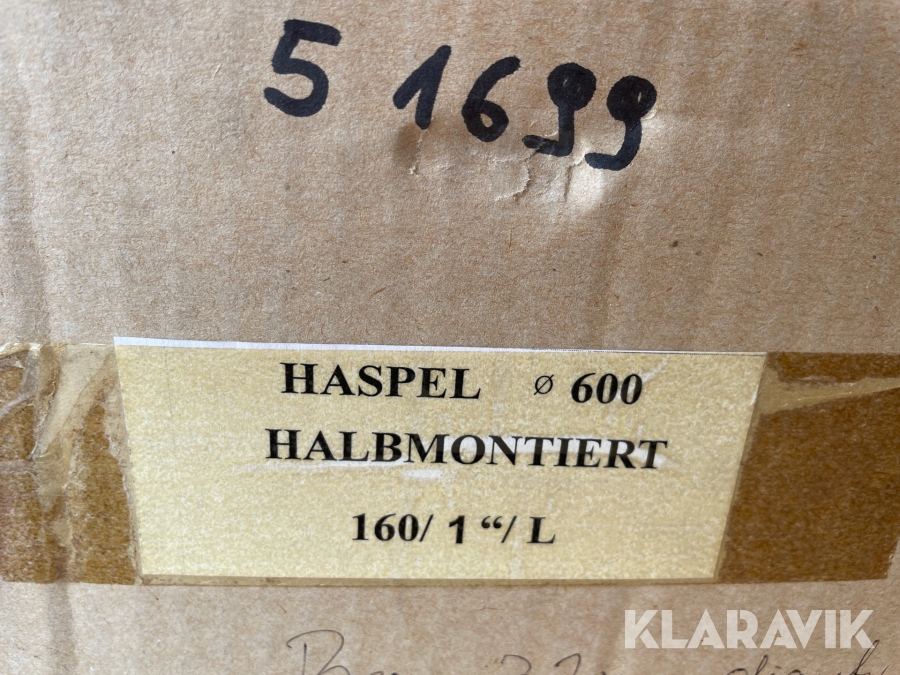 5 1699
HASPEL ⌀ 600
HALBMONTIERT
160/ 1 “/ L
KLARAVIK